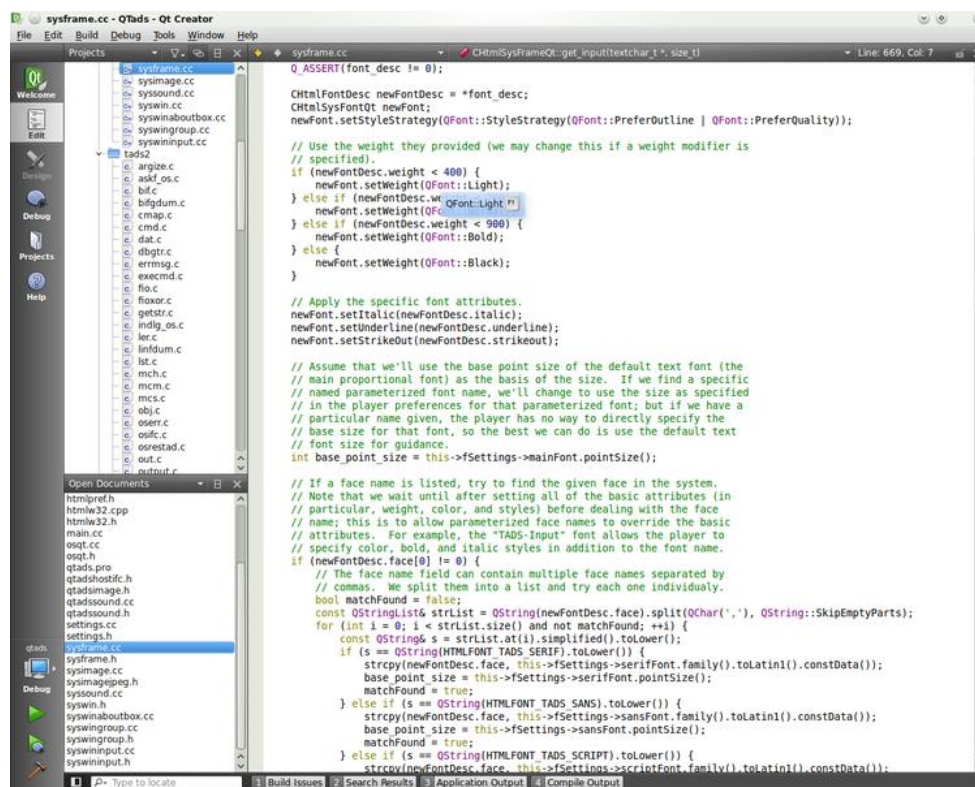 sysframe.cc - QTads - Qt Creator
File Edit Build Debug Tools Window Help
Projects
sysframe.cc
CHtmlSysFrameQt::get_input(textchar_t *, size_t)
Line: 669, Col: 7
Welcome
Edit
Design
Debug
Projects
Help
qtads
Debug
sysframe.cc
sysimage.cc
syssound.cc
syswin.cc
syswinaboutbox.cc
syswingroup.cc
syswininput.cc
tads2
argize.c
askf_os.c
bif.c
bifgdum.c
cmap.c
cmd.c
dat.c
dbgtr.c
errmsg.c
execmd.c
fio.c
fioxor.c
getstr.c
indlg_os.c
ler.c
linfdum.c
lst.c
mch.c
mcm.c
mcs.c
obj.c
oserr.c
osifc.c
osrestad.c
out.c
output.c
Open Documents
htmlpref.h
htmlw32.cpp
htmlw32.h
main.cc
osqt.cc
osqt.h
qtads.pro
qtadshostifc.h
qtadsimage.h
qtadssound.cc
qtadssound.h
settings.cc
settings.h
sysframe.cc
sysframe.h
sysimage.cc
sysimagejpeg.h
syssound.cc
syswin.h
syswinaboutbox.cc
syswingroup.cc
syswingroup.h
syswininput.cc
syswininput.h
Q_ASSERT(font_desc != 0);
CHtmlFontDesc newFontDesc = *font_desc;
CHtmlSysFontQt newFont;
newFont.setStyleStrategy(QFont::StyleStrategy(QFont::PreferOutline | QFont::PreferQuality));
// Use the weight they provided (we may change this if a weight modifier is
// specified).
if (newFontDesc.weight < 400) {
newFont.setWeight(QFont::Light);
} else if (newFontDesc.we
QFont::Light F1
newFont.setWeight(QFo
} else if (newFontDesc.weight < 900) {
newFont.setWeight(QFont::Bold);
} else {
newFont.setWeight(QFont::Black);
}
// Apply the specific font attributes.
newFont.setItalic(newFontDesc.italic);
newFont.setUnderline(newFontDesc.underline);
newFont.setStrikeOut(newFontDesc.strikeout);
// Assume that we'll use the base point size of the default text font (the
// main proportional font) as the basis of the size. If we find a specific
// named parameterized font name, we'll change to use the size as specified
// in the player preferences for that parameterized font; but if we have a
// particular name given, the player has no way to directly specify the
// base size for that font, so the best we can do is use the default text
// font size for guidance.
int base_point_size = this->fSettings->mainFont.pointSize();
// If a face name is listed, try to find the given face in the system.
// Note that we wait until after setting all of the basic attributes (in
// particular, weight, color, and styles) before dealing with the face
// name; this is to allow parameterized face names to override the basic
// attributes. For example, the "TADS-Input" font allows the player to
// specify color, bold, and italic styles in addition to the font name.
if (newFontDesc.face[0] != 0) {
// The face name field can contain multiple face names separated by
// commas. We split them into a list and try each one individualy.
bool matchFound = false;
const QStringList& strList = QString(newFontDesc.face).split(QChar(','), QString::SkipEmptyParts);
for (int i = 0; i < strList.size() and not matchFound; ++i) {
const QString& s = strList.at(i).simplified().toLower();
if (s == QString(HTMLFONT_TADS_SERIF).toLower()) {
strcpy(newFontDesc.face, this->fSettings->serifFont.family().toLatin1().constData());
base_point_size = this->fSettings->serifFont.pointSize();
matchFound = true;
} else if (s == QString(HTMLFONT_TADS_SANS).toLower()) {
strcpy(newFontDesc.face, this->fSettings->sansFont.family().toLatin1().constData());
base_point_size = this->fSettings->sansFont.pointSize();
matchFound = true;
} else if (s == QString(HTMLFONT_TADS_SCRIPT).toLower()) {
strcpy(newFontDesc.face, this->fSettings->scriptFont.family().toLatin1().constData());
Type to locate
1 Build Issues 2 Search Results 3 Application Output 4 Compile Output